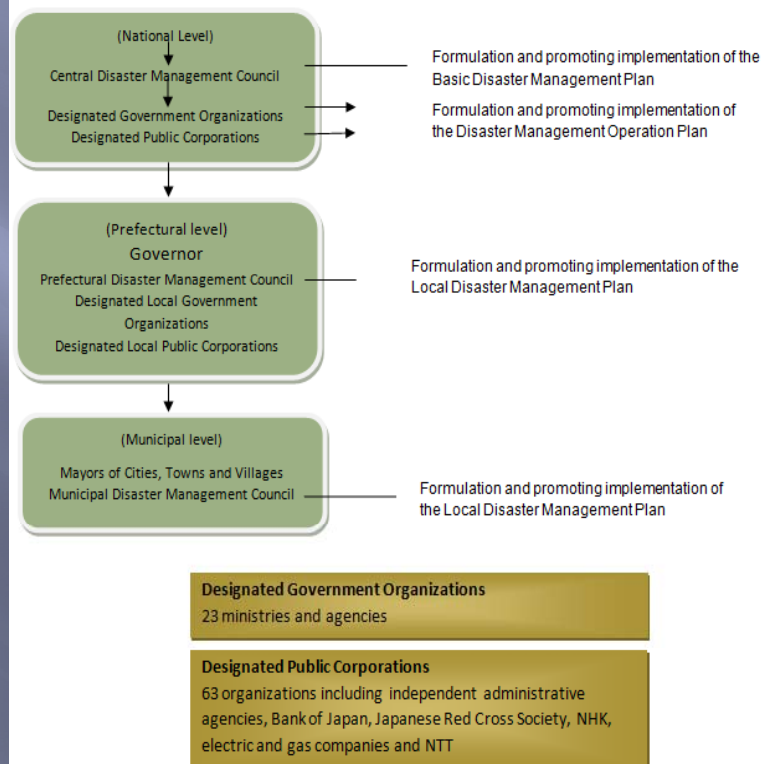 (National Level)
Central Disaster Management Council
Designated Government Organizations
Designated Public Corporations
Formulation and promoting implementation of the
Basic Disaster Management Plan
Formulation and promoting implementation of
the Disaster Management Operation Plan
(Prefectural level)
Governor
Prefectural Disaster Management Council
Designated Local Government
Organizations
Designated Local Public Corporations
Formulation and promoting implementation of the
Local Disaster Management Plan
(Municipal level)
Mayors of Cities, Towns and Villages
Municipal Disaster Management Council
Formulation and promoting implementation of
the Local Disaster Management Plan
Designated Government Organizations
23 ministries and agencies
Designated Public Corporations
63 organizations including independent administrative
agencies, Bank of Japan, Japanese Red Cross Society, NHK,
electric and gas companies and NTT